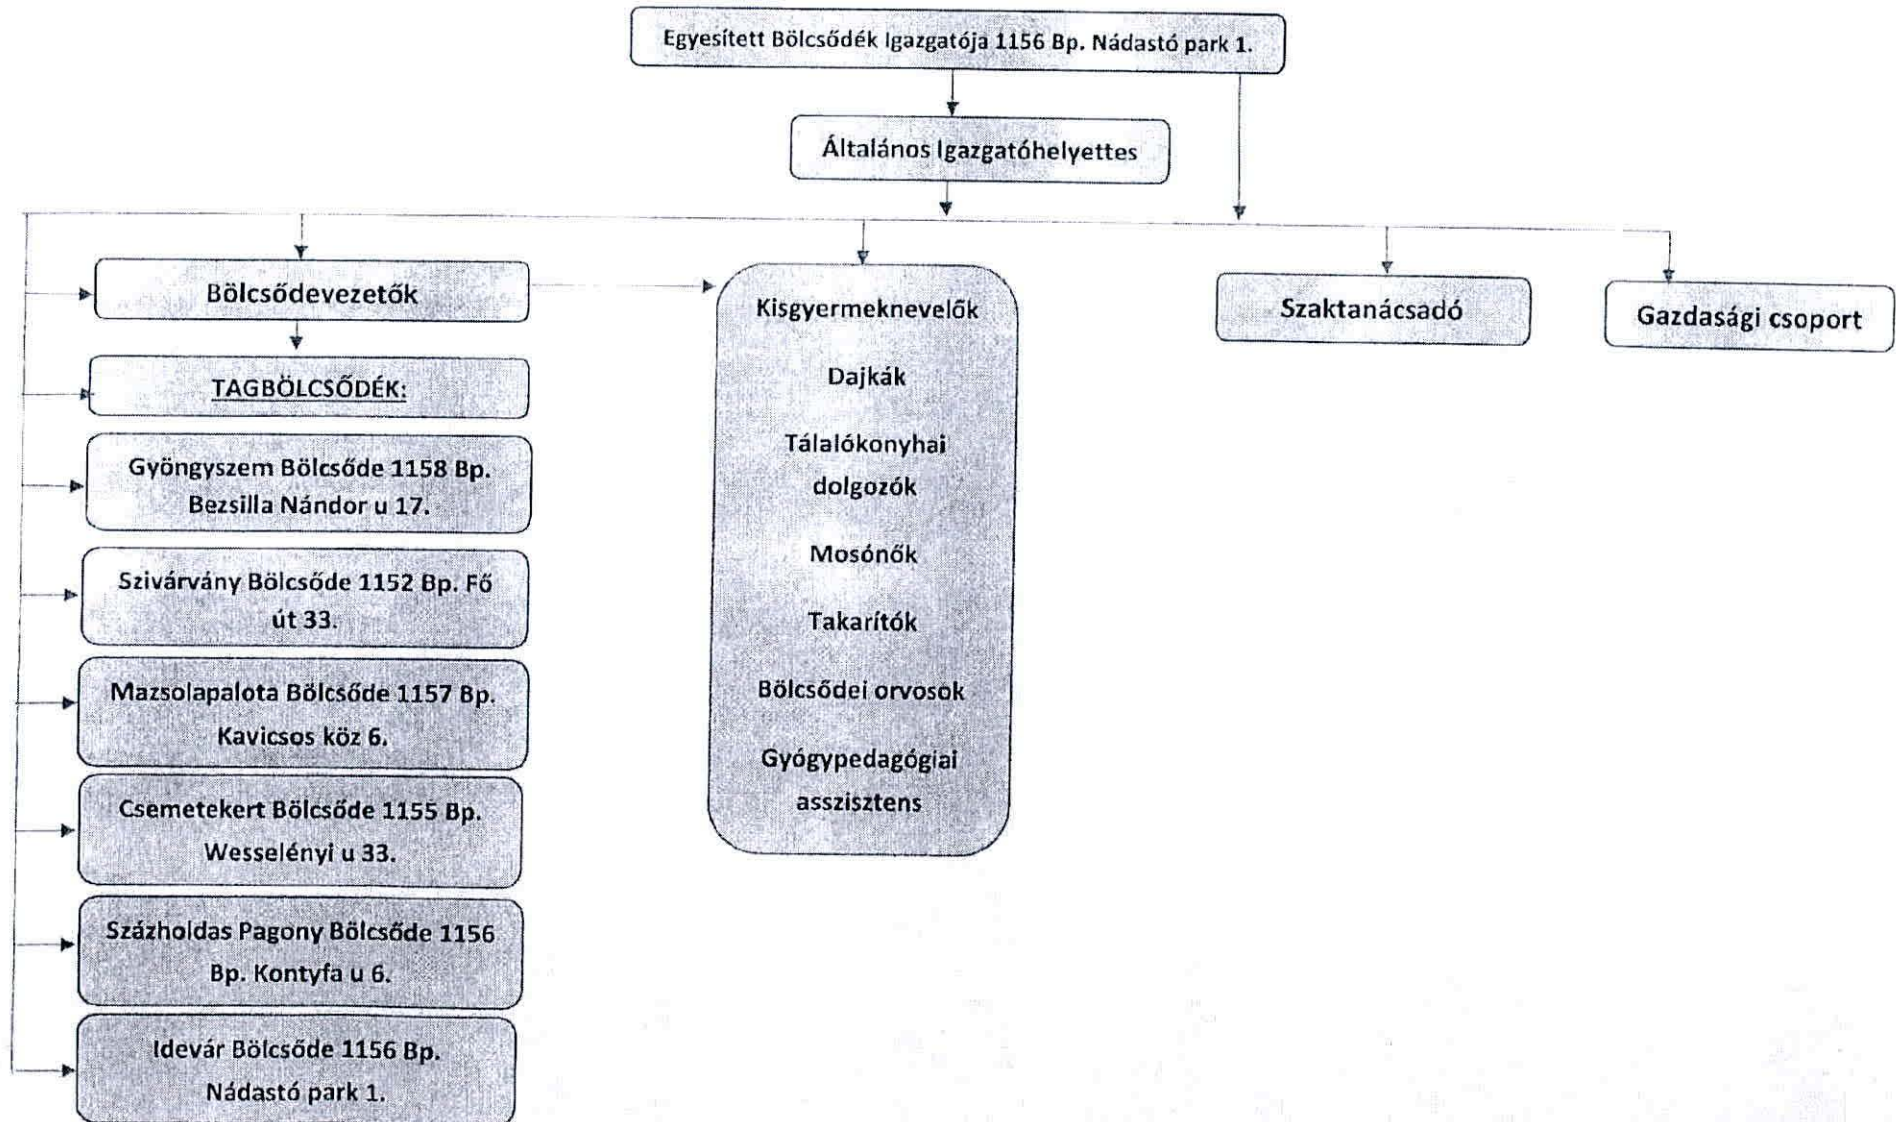 Egyesített Bölcsődék Igazgatója 1156 Bp. Nádastó park 1.
Általános Igazgatóhelyettes
Bölcsődevezetők
TAGBÖLCSŐDÉK:
Gyöngyszem Bölcsőde 1158 Bp.
Bezsilla Nándor u 17.
Szivárvány Bölcsőde 1152 Bp. Fő
út 33.
Mazsolapalota Bölcsőde 1157 Bp.
Kavicsos köz 6.
Csemetekert Bölcsőde 1155 Bp.
Wesselényi u 33.
Százholdas Pagony Bölcsőde 1156
Bp. Kontyfa u 6.
Idevár Bölcsőde 1156 Bp.
Nádastó park 1.
Kisgyermeknevelők
Dajkák
Tálalókonyhai
dolgozók
Mosónők
Takarítók
Bölcsődei orvosok
Gyógypedagógiai
asszisztens
Szaktanácsadó
Gazdasági csoport